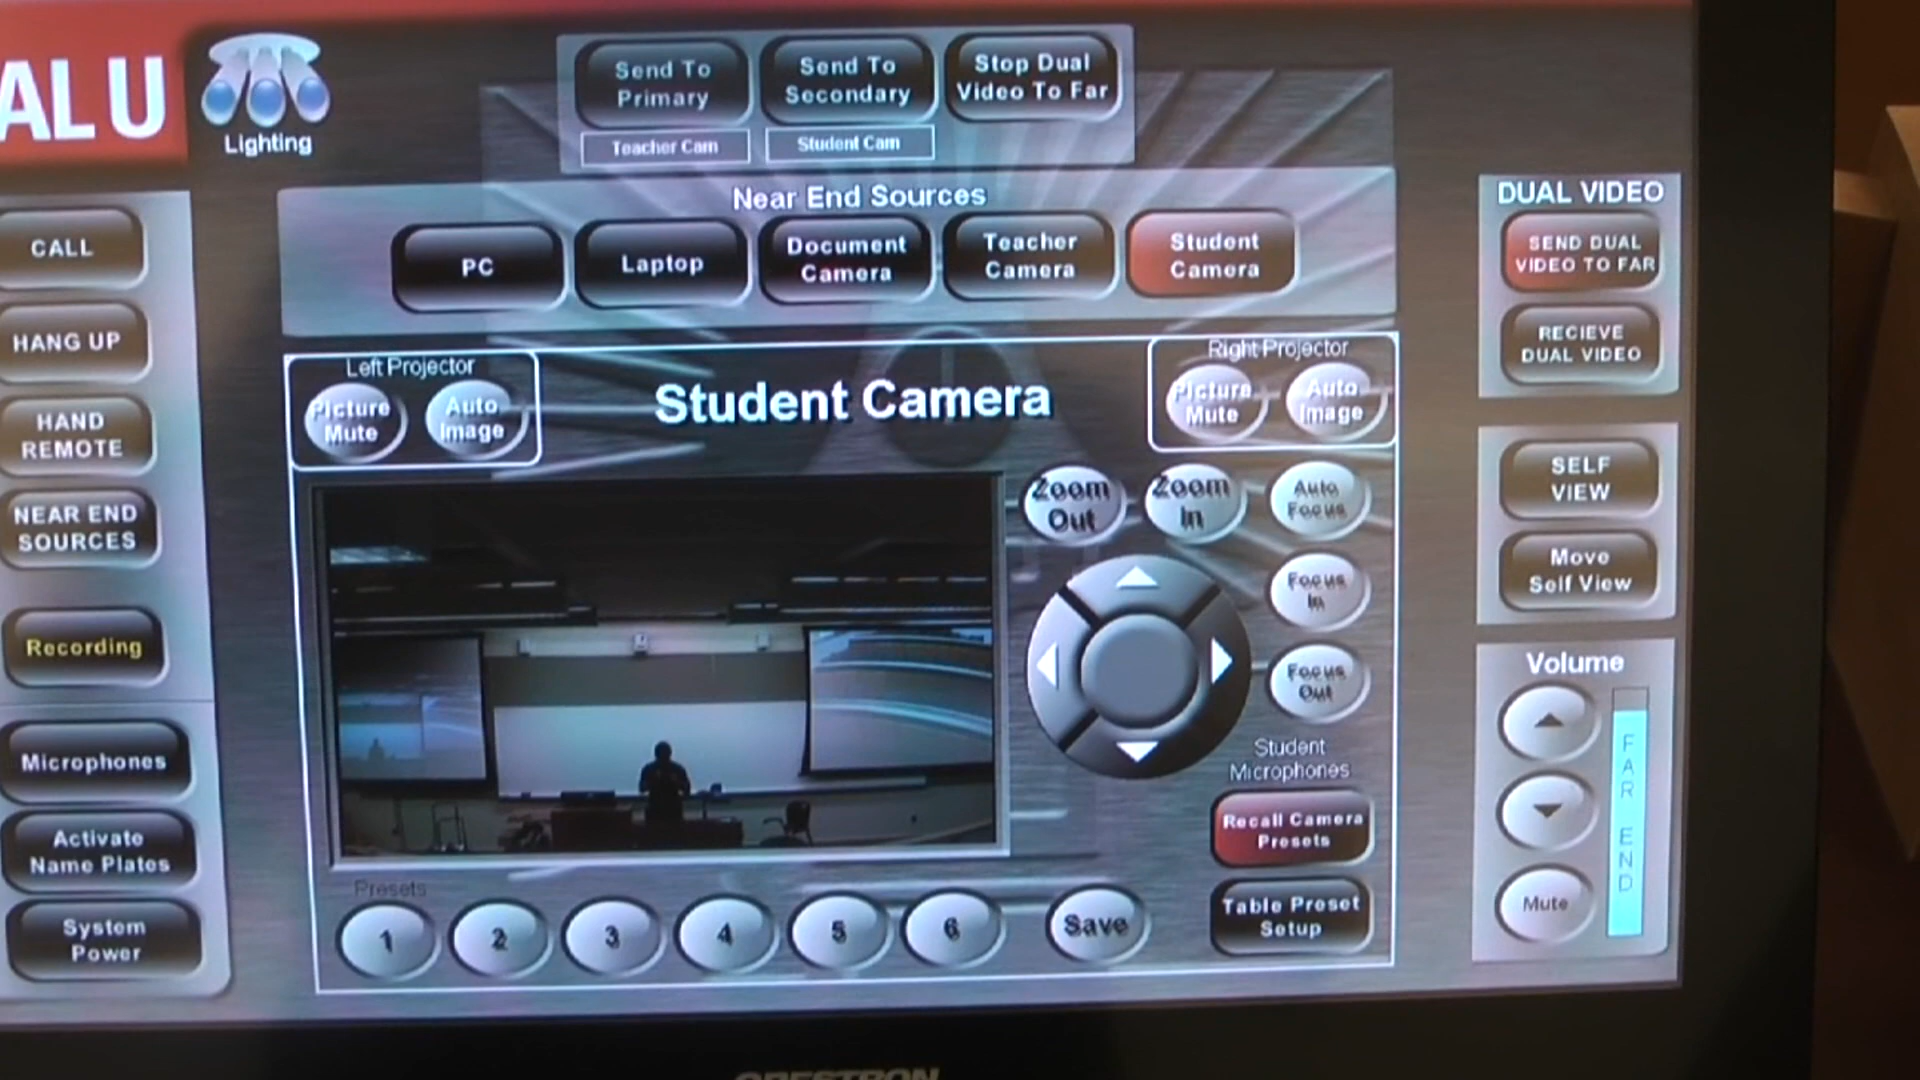 ALU
Lighting
Send To
Primary
Teacher Cam
Send To
Secondary
Student Cam
Stop Dual
Video To Far
CALL
HANG UP
HAND
REMOTE
NEAR END
SOURCES
Recording
Microphones
Activate
Name Plates
System
Power
Near End Sources
PC
Laptop
Document
Camera
Teacher
Camera
Student
Camera
Left Projector
Picture
Mute
Auto
Image
Student Camera
Right Projector
Picture
Mute
Auto
Image
Zoom
Out
Zoom
In
Auto
Focus
Focus
In
Focus
Out
Student
Microphones
Recall Camera
Presets
Table Preset
Setup
Presets
1
2
3
4
5
6
Save
DUAL VIDEO
SEND DUAL
VIDEO TO FAR
RECIEVE
DUAL VIDEO
SELF
VIEW
Move
Self View
Volume
FAR END
Mute
CRESTRON